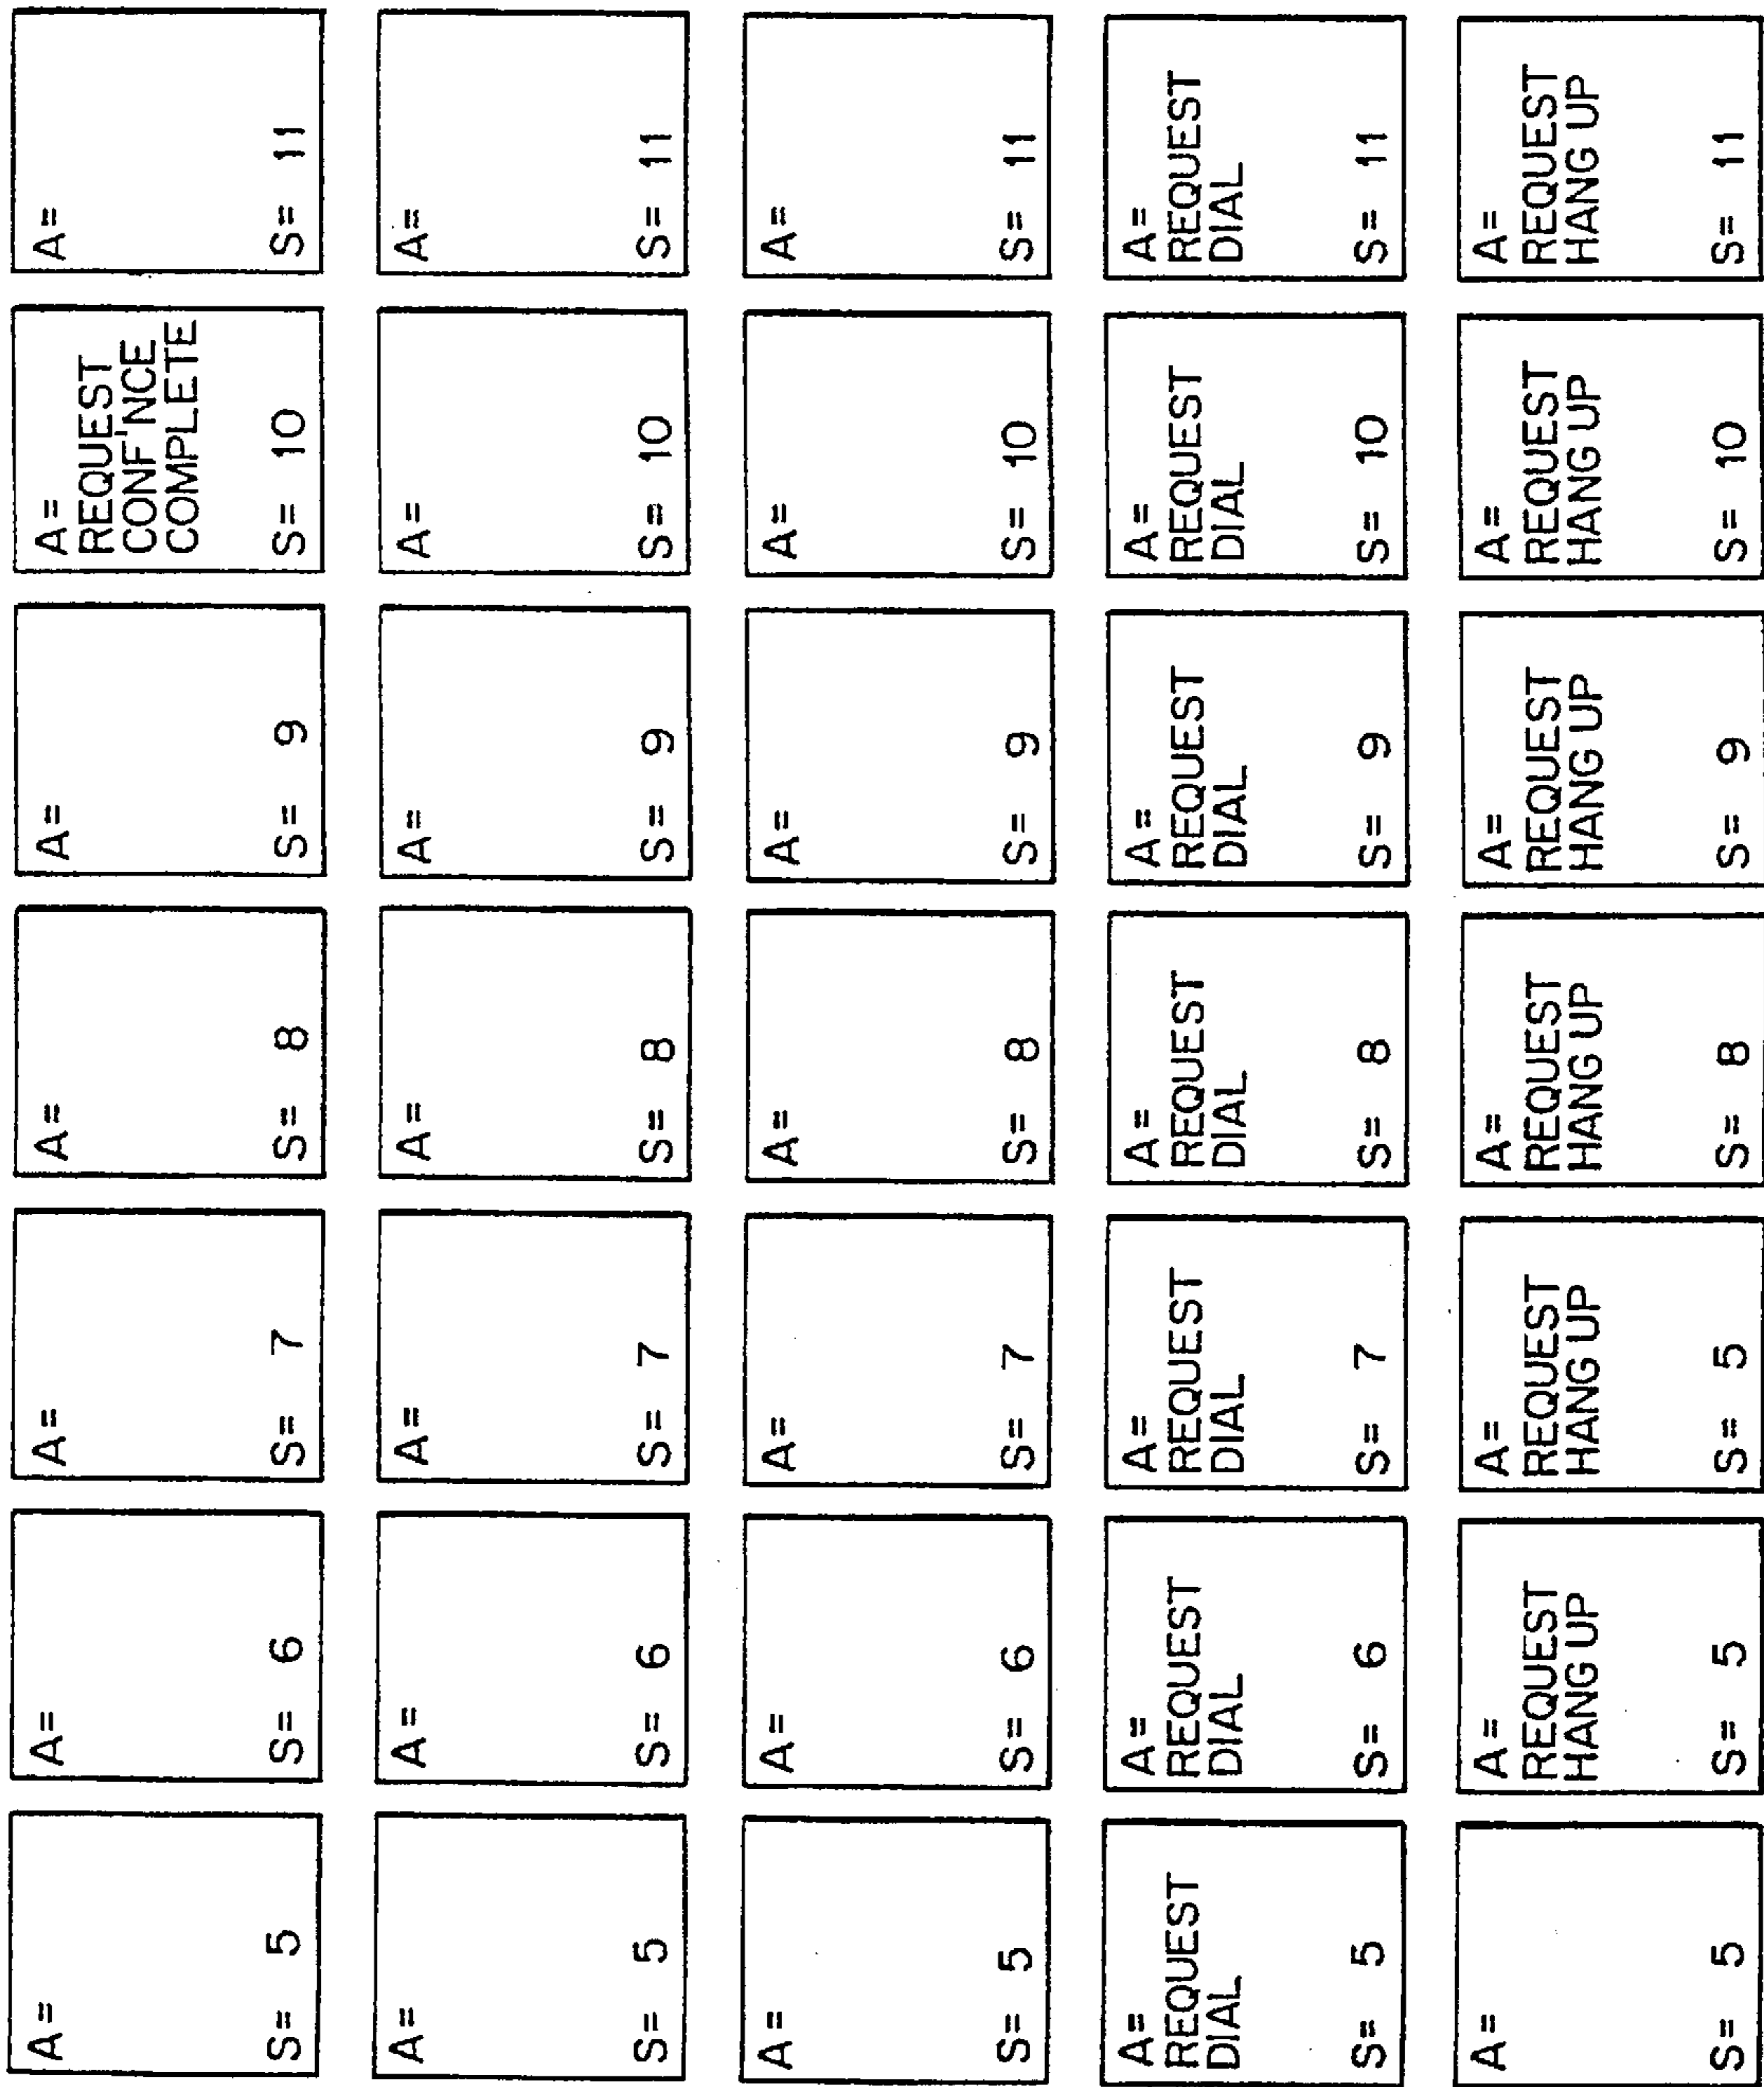 A=
S= 5
A=
S= 6
A=
S= 7
A=
S= 8
A=
S= 9
A=
REQUEST
CONF'NCE
COMPLETE
S= 10
A=
S= 11
A=
S= 5
A=
S= 6
A=
S= 7
A=
S= 8
A=
S= 9
A=
S= 10
A=
S= 11
A=
S= 5
A=
S= 6
A=
S= 7
A=
S= 8
A=
S= 9
A=
S= 10
A=
S= 11
A=
REQUEST
DIAL
S= 5
A=
REQUEST
DIAL
S= 6
A=
REQUEST
DIAL
S= 7
A=
REQUEST
DIAL
S= 8
A=
REQUEST
DIAL
S= 9
A=
REQUEST
DIAL
S= 10
A=
REQUEST
DIAL
S= 11
A=
S= 5
A=
REQUEST
HANG UP
S= 5
A=
REQUEST
HANG UP
S= 5
A=
REQUEST
HANG UP
S= 8
A=
REQUEST
HANG UP
S= 9
A=
REQUEST
HANG UP
S= 10
A=
REQUEST
HANG UP
S= 11